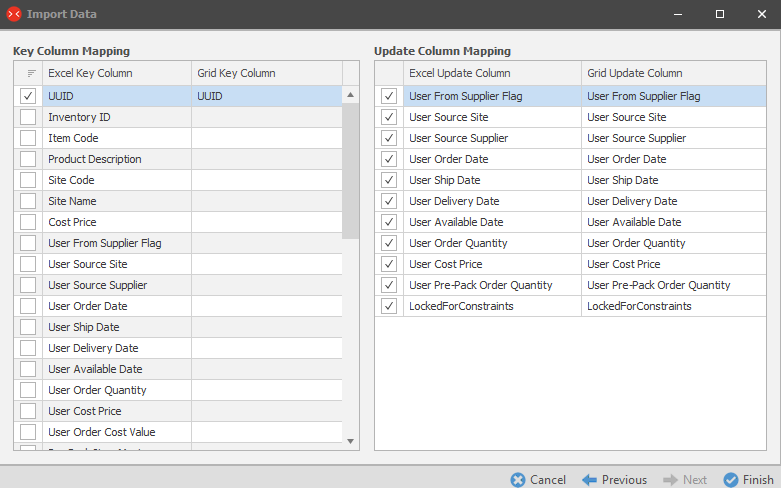 Import Data
Key Column Mapping
Excel Key Column Grid Key Column
UUID UUID
Inventory ID
Item Code
Product Description
Site Code
Site Name
Cost Price
User From Supplier Flag
User Source Site
User Source Supplier
User Order Date
User Ship Date
User Delivery Date
User Available Date
User Order Quantity
User Cost Price
User Order Cost Value
Update Column Mapping
Excel Update Column Grid Update Column
User From Supplier Flag User From Supplier Flag
User Source Site User Source Site
User Source Supplier User Source Supplier
User Order Date User Order Date
User Ship Date User Ship Date
User Delivery Date User Delivery Date
User Available Date User Available Date
User Order Quantity User Order Quantity
User Cost Price User Cost Price
User Pre-Pack Order Quantity User Pre-Pack Order Quantity
LockedForConstraints LockedForConstraints
Cancel Previous Next Finish